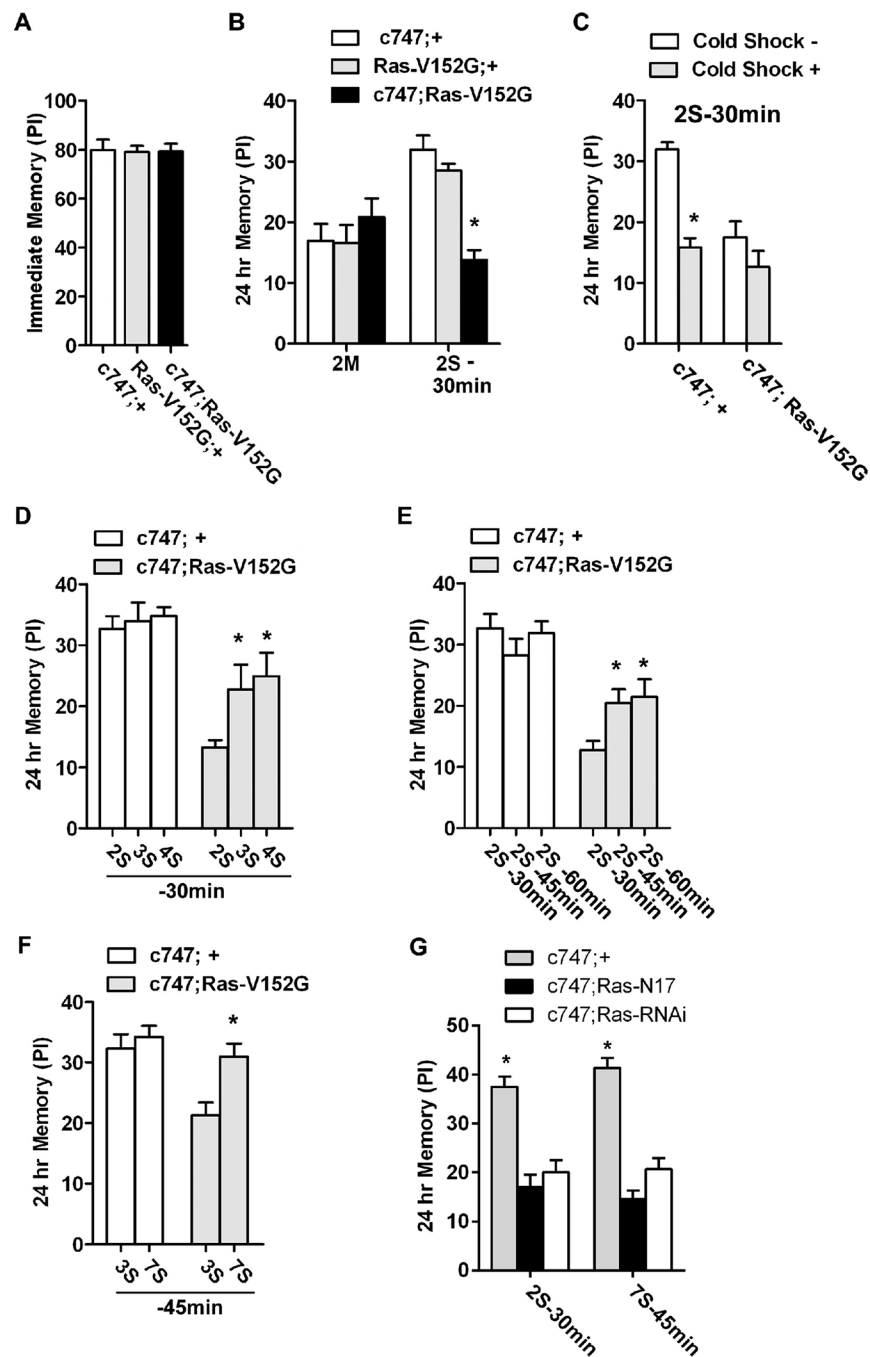 A
Immediate Memory (PI)
100
80
60
40
20
0
c747;+
Ras-V152G;+
c747;Ras-V152G
B
c747;+
Ras-V152G;+
c747;Ras-V152G
24 hr Memory (PI)
40
30
20
10
0
2M
2S -
30min
*
C
Cold Shock -
Cold Shock +
2S-30min
24 hr Memory (PI)
40
30
20
10
0
*
c747; +
c747; Ras-V152G
D
c747; +
c747;Ras-V152G
24 hr Memory (PI)
40
30
20
10
0
* *
2S 3S 4S 2S 3S 4S
-30min
E
c747; +
c747;Ras-V152G
24 hr Memory (PI)
40
30
20
10
0
* *
2S -30min
2S -45min
2S -60min
2S -30min
2S -45min
2S -60min
F
c747; +
c747;Ras-V152G
24 hr Memory (PI)
40
30
20
10
0
*
3S 7S 3S 7S
-45min
G
c747;+
c747;Ras-N17
c747;Ras-RNAi
24 hr Memory (PI)
50
40
30
20
10
0
* *
2S-30min
7S-45min